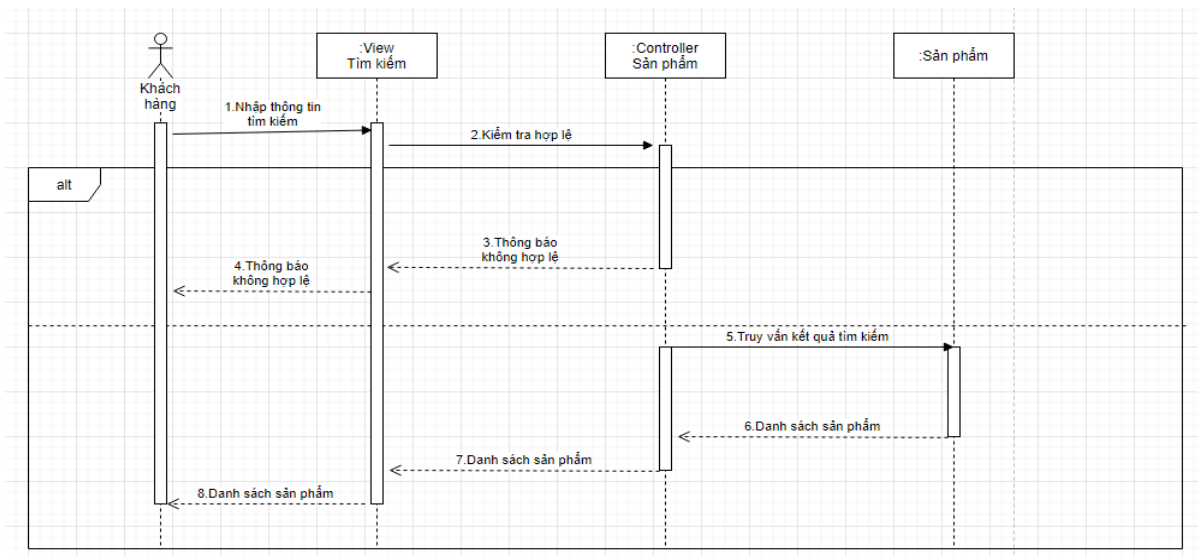 :View
Tìm kiếm
:Controller
Sản phẩm
:Sản phẩm
Khách
hàng
1.Nhập thông tin
tìm kiếm
2.Kiểm tra hợp lệ
alt
3.Thông báo
không hợp lệ
4.Thông báo
không hợp lệ
5.Truy vấn kết quả tìm kiếm
6.Danh sách sản phẩm
7.Danh sách sản phẩm
8.Danh sách sản phẩm